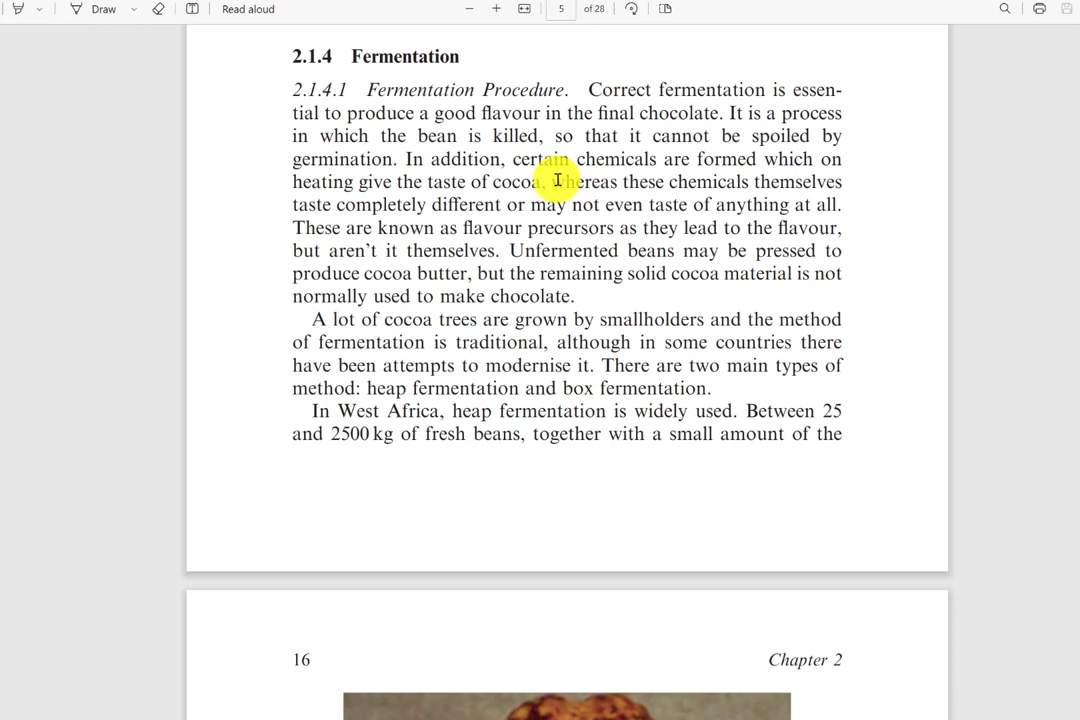 Draw
Read aloud
5
of 28
2.1.4 Fermentation
2.1.4.1 Fermentation Procedure. Correct fermentation is essen-
tial to produce a good flavour in the final chocolate. It is a process
in which the bean is killed, so that it cannot be spoiled by
germination. In addition, certain chemicals are formed which on
heating give the taste of cocoa, whereas these chemicals themselves
taste completely different or may not even taste of anything at all.
These are known as flavour precursors as they lead to the flavour,
but aren't it themselves. Unfermented beans may be pressed to
produce cocoa butter, but the remaining solid cocoa material is not
normally used to make chocolate.
A lot of cocoa trees are grown by smallholders and the method
of fermentation is traditional, although in some countries there
have been attempts to modernise it. There are two main types of
method: heap fermentation and box fermentation.
In West Africa, heap fermentation is widely used. Between 25
and 2500 kg of fresh beans, together with a small amount of the
16
Chapter 2